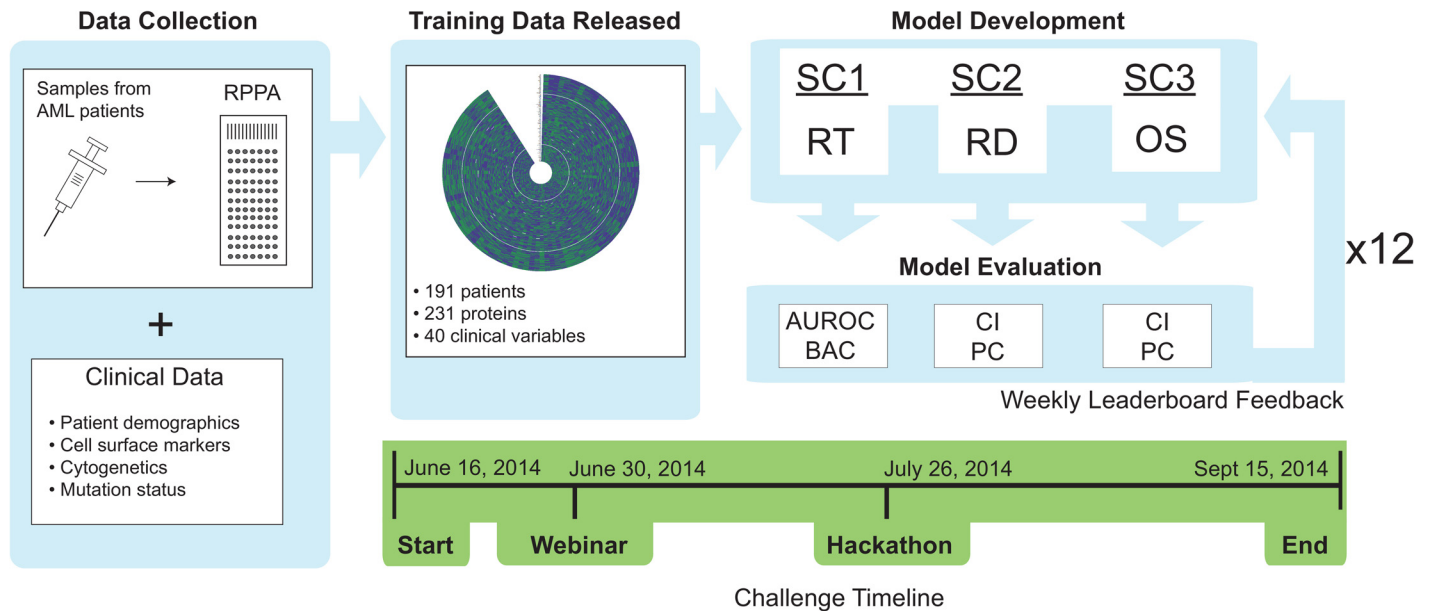 Data Collection
Samples from
AML patients
RPPA
+
Clinical Data
• Patient demographics
• Cell surface markers
• Cytogenetics
• Mutation status
Training Data Released
• 191 patients
• 231 proteins
• 40 clinical variables
Model Development
SC1
RT
SC2
RD
SC3
OS
Model Evaluation
AUROC
BAC
CI
PC
CI
PC
x12
Weekly Leaderboard Feedback
June 16, 2014
June 30, 2014
July 26, 2014
Sept 15, 2014
Start
Webinar
Hackathon
End
Challenge Timeline